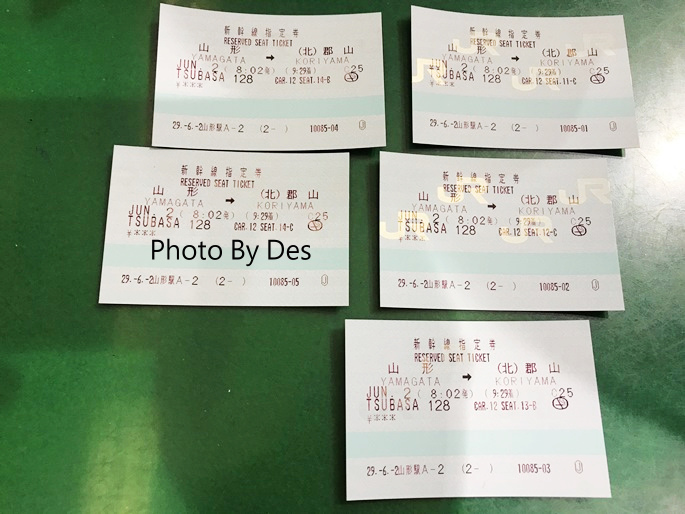 新幹線指定券
RESERVED SEAT TICKET
山形 → (北)郡山
YAMAGATA KORIYAMA
JUN. 2 (8:02発) (9:29着) C25
TSUBASA 128 CAR.12 SEAT.14-B
¥***
29.-6.-2山形駅A-2 (2- ) 10085-04
新幹線指定券
RESERVED SEAT TICKET
山形 → (北)郡山
YAMAGATA KORIYAMA
JUN. 2 (8:02発) (9:29着) C25
TSUBASA 128 CAR.12 SEAT.11-C
¥***
29.-6.-2山形駅A-2 (2- ) 10085-01
新幹線指定券
RESERVED SEAT TICKET
山形 → (北)郡山
YAMAGATA KORIYAMA
JUN. 2 (8:02発) (9:29着) C25
TSUBASA 128 CAR.12 SEAT.14-C
¥***
Photo By Des
29.-6.-2山形駅A-2 (2- ) 10085-05
新幹線指定券
RESERVED SEAT TICKET
山形 → (北)郡山
YAMAGATA KORIYAMA
JUN. 2 (8:02発) (9:29着) C25
TSUBASA 128 CAR.12 SEAT.12-C
¥***
29.-6.-2山形駅A-2 (2- ) 10085-02
新幹線指定券
RESERVED SEAT TICKET
山形 → (北)郡山
YAMAGATA KORIYAMA
JUN. 2 (8:02発) (9:29着) C25
TSUBASA 128 CAR.12 SEAT.13-B
¥***
29.-6.-2山形駅A-2 (2- ) 10085-03